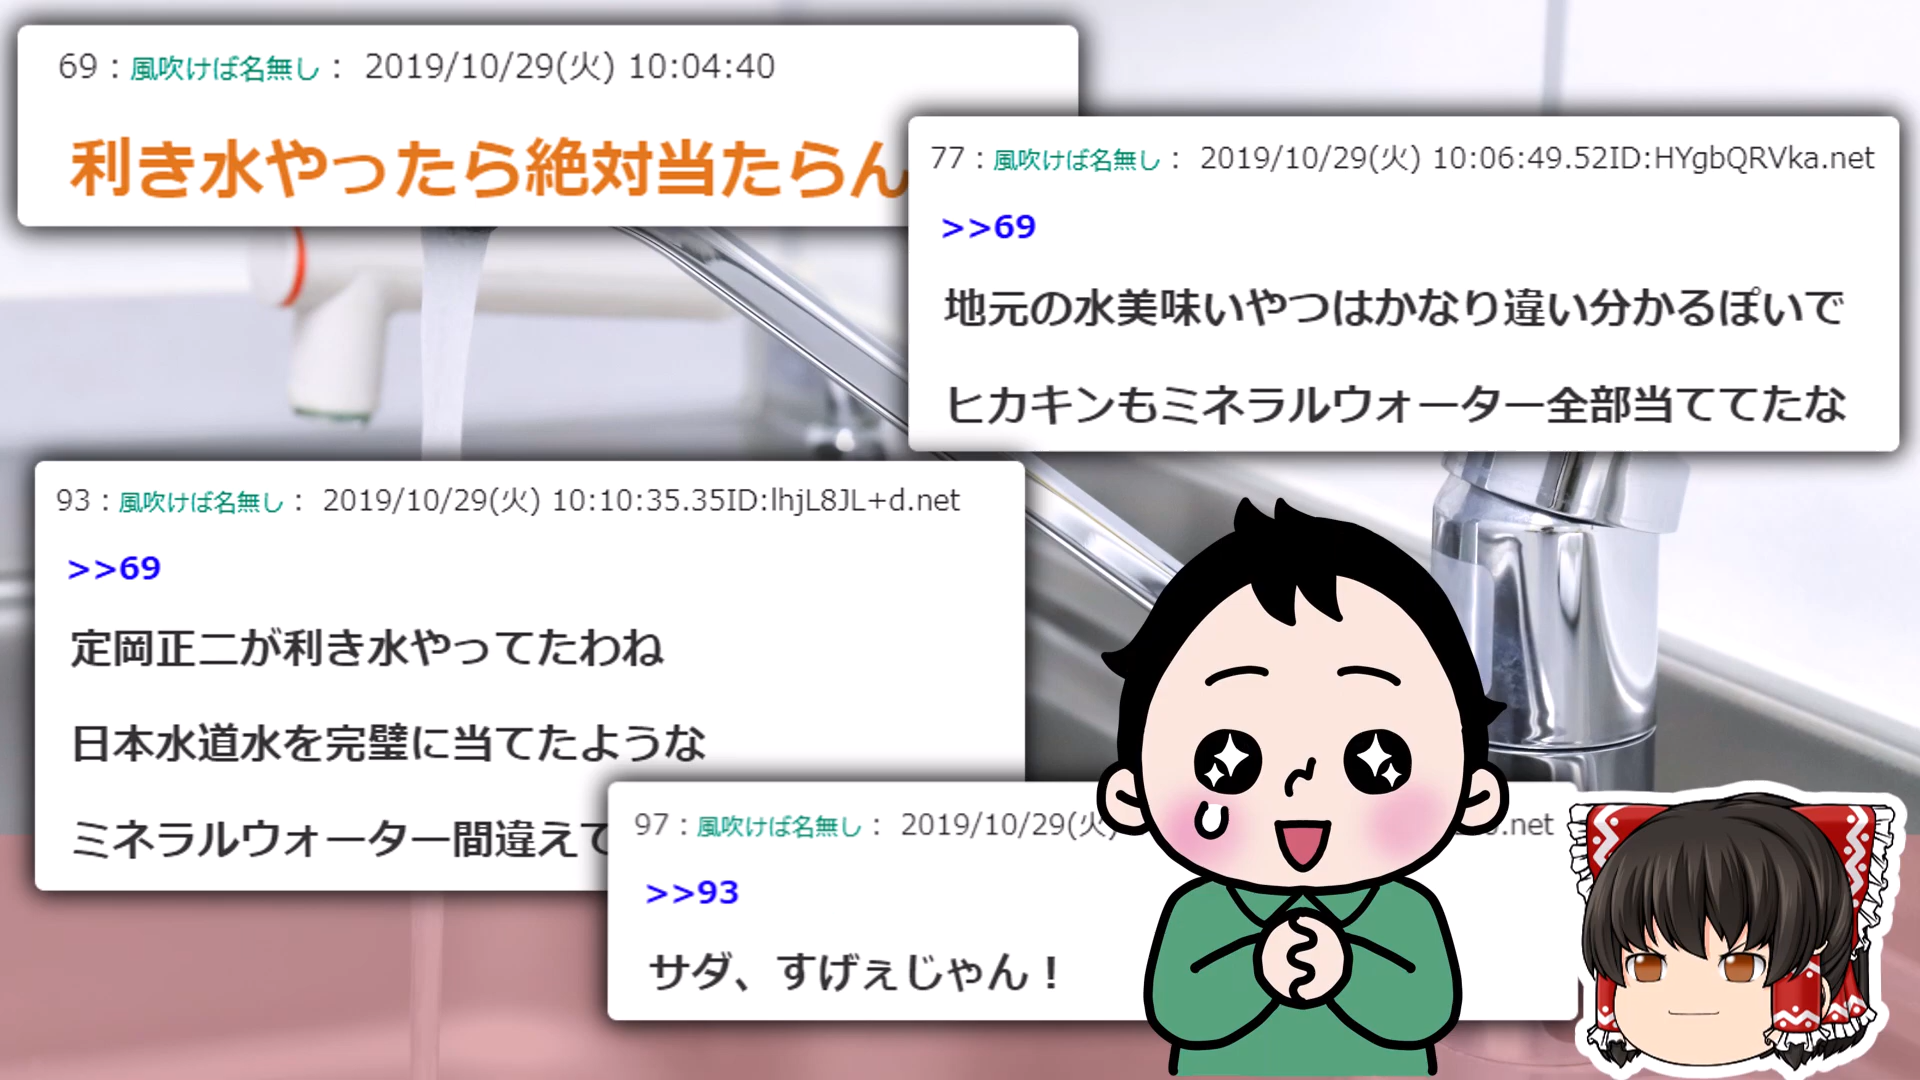 69：風吹けば名無し： 2019/10/29(火) 10:04:40
利き水やったら絶対当たらん
77：風吹けば名無し： 2019/10/29(火) 10:06:49.52ID:HYgbQRVka.net
>>69
地元の水美味いやつはかなり違い分かるぽいで
ヒカキンもミネラルウォーター全部当ててたな
93：風吹けば名無し： 2019/10/29(火) 10:10:35.35ID:lhjL8JL+d.net
>>69
定岡正二が利き水やってたわね
日本水道水を完璧に当てたような
ミネラルウォーター間違えて
97：風吹けば名無し： 2019/10/29(火) .net
>>93
サダ、すげぇじゃん！